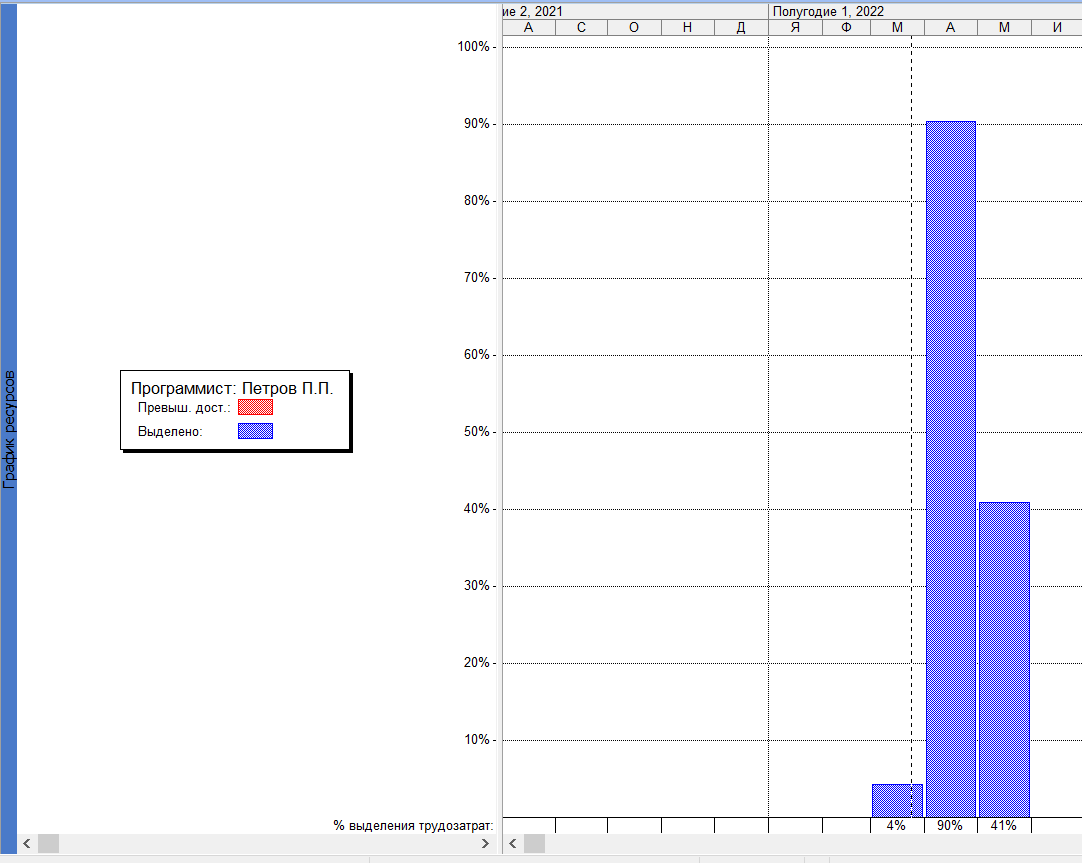 ие 2, 2021 Полугодие 1, 2022
А С О Н Д Я Ф М А М И
100%-
90%-
80%-
70%-
60%-
50%-
40%-
30%-
20%-
10%-
График ресурсов
Программист: Петров П.П.
Превыш. дост.:
Выделено:
% выделения трудозатрат: 4% 90% 41%